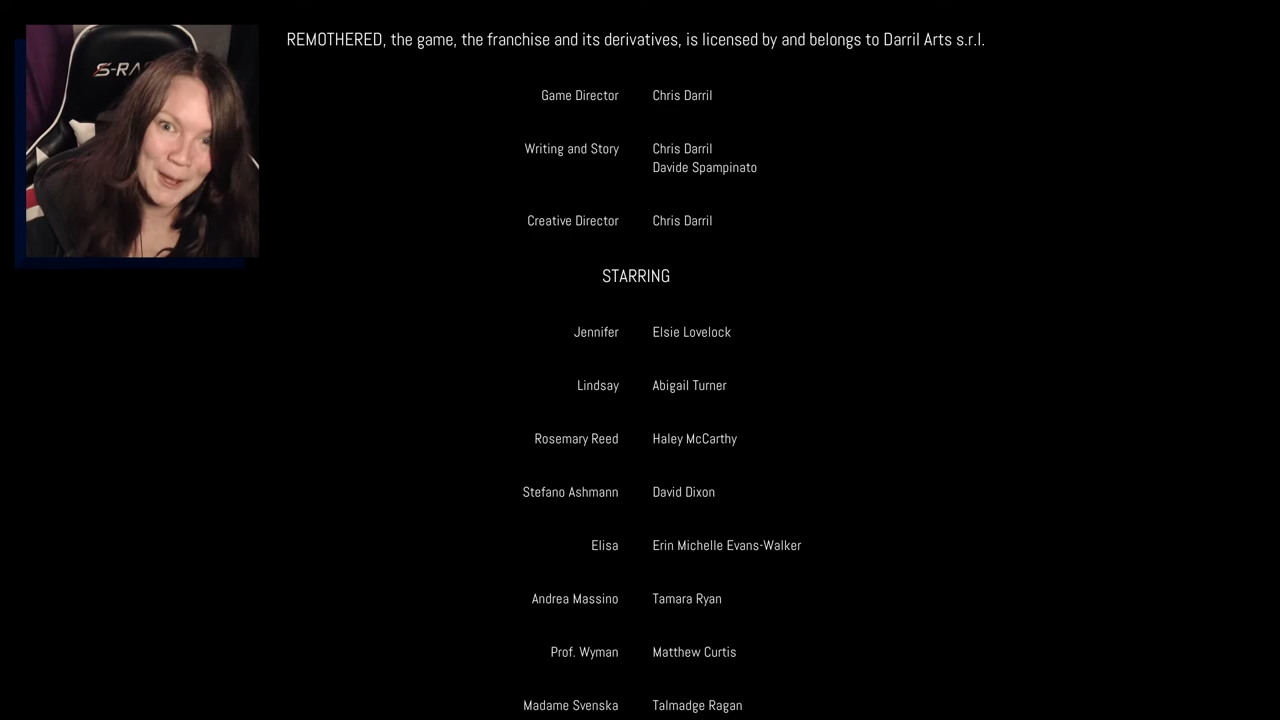 S-RA
REMOTHERED, the game, the franchise and its derivatives, is licensed by and belongs to Darril Arts s.r.l.
Game Director Chris Darril
Writing and Story Chris Darril
Davide Spampinato
Creative Director Chris Darril
STARRING
Jennifer Elsie Lovelock
Lindsay Abigail Turner
Rosemary Reed Haley McCarthy
Stefano Ashmann David Dixon
Elisa Erin Michelle Evans-Walker
Andrea Massino Tamara Ryan
Prof. Wyman Matthew Curtis
Madame Svenska Talmadge Ragan